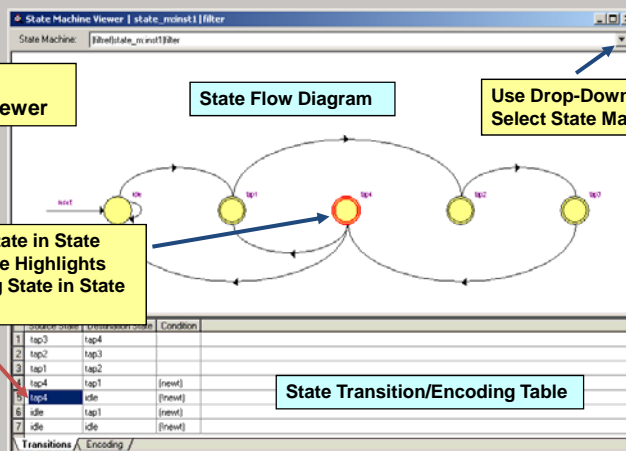 State Machine Viewer | state_m:inst1|filter
State Machine: |filtref|state_m:inst1|filter
ewer
State Flow Diagram
Use Drop-Down
Select State Ma
reset
idle
tap1
tap4
tap2
tap3
tate in State
e Highlights
g State in State
Source State Destination State Condition
1 tap3 tap4
2 tap2 tap3
3 tap1 tap2
4 tap4 tap1 (newt)
5 tap4 idle (!newt)
6 idle tap1 (newt)
7 idle idle (!newt)
State Transition/Encoding Table
Transitions Encoding